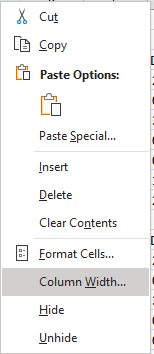 Cut
Copy
Paste Options:
Paste Special...
Insert
Delete
Clear Contents
Format Cells...
Column Width...
Hide
Unhide